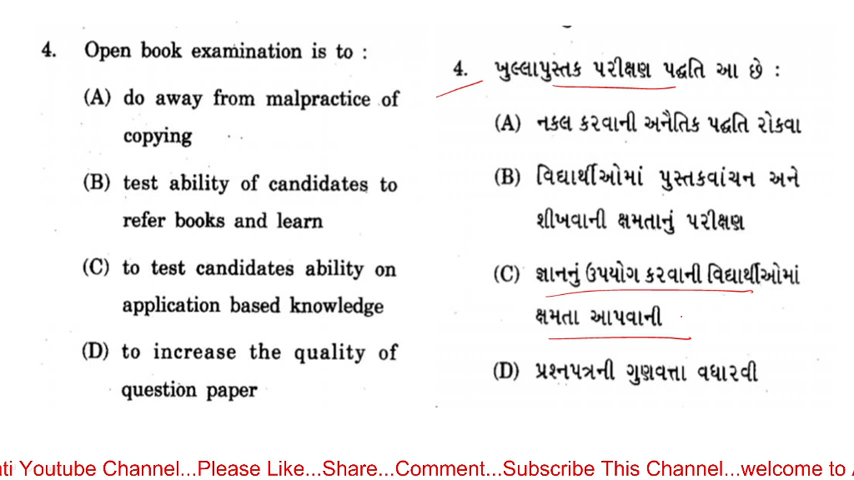 4. Open book examination is to :
(A) do away from malpractice of
copying
(B) test ability of candidates to
refer books and learn
(C) to test candidates ability on
application based knowledge
(D) to increase the quality of
question paper
4. ખુલ્લાપુસ્તક પરીક્ષણ પદ્ધતિ આ છે :
(A) નકલ કરવાની અનૈતિક પદ્ધતિ રોકવા
(B) વિદ્યાર્થીઓમાં પુસ્તકવાંચન અને
શીખવાની ક્ષમતાનું પરીક્ષણ
(C) જ્ઞાનનું ઉપયોગ કરવાની વિદ્યાર્થીઓમાં
ક્ષમતા આપવાની
(D) પ્રશ્નપત્રની ગુણવત્તા વધારવી
Youtube Channel...Please Like...Share...Comment...Subscribe This Channel...welcome to